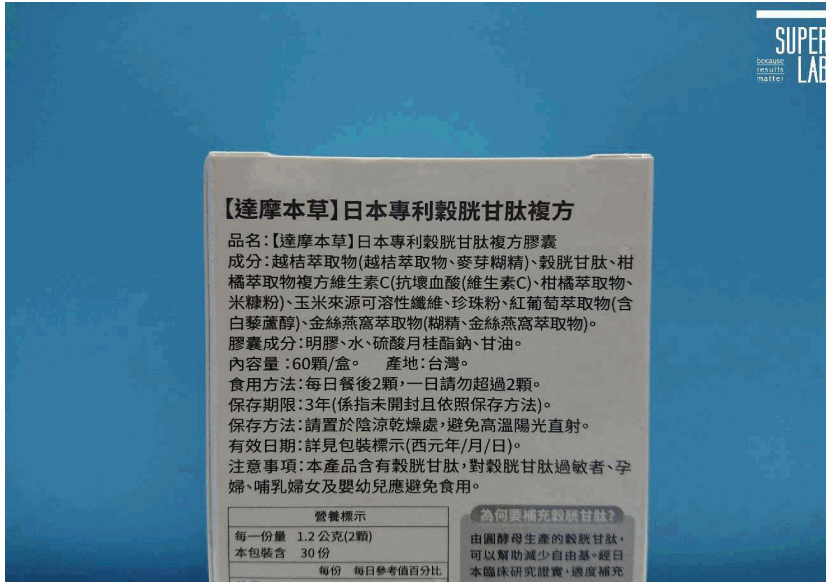 SUPER
LAB
because
results
matter
【達摩本草】日本專利穀胱甘肽複方
品名:【達摩本草】日本專利穀胱甘肽複方膠囊
成分:越桔萃取物(越桔萃取物、麥芽糊精)、穀胱甘肽、柑
橘萃取物複方維生素C(抗壞血酸(維生素C)、柑橘萃取物、
米糠粉)、玉米來源可溶性纖維、珍珠粉、紅葡萄萃取物(含
白藜蘆醇)、金絲燕窩萃取物(糊精、金絲燕窩萃取物)。
膠囊成分:明膠、水、硫酸月桂酯鈉、甘油。
內容量:60顆/盒。 產地:台灣。
食用方法:每日餐後2顆,一日請勿超過2顆。
保存期限:3年(係指未開封且依照保存方法)。
保存方法:請置於陰涼乾燥處,避免高溫陽光直射。
有效日期:詳見包裝標示(西元年/月/日)。
注意事項:本產品含有穀胱甘肽,對穀胱甘肽過敏者、孕
婦、哺乳婦女及嬰幼兒應避免食用。
營養標示
每一份量 1.2公克(2顆)
本包裝含 30份
每份 每日參考值百分比
為何要補充穀胱甘肽?
由圓酵母生產的穀胱甘肽,
可以幫助減少自由基。經日
本臨床研究證實,適度補充